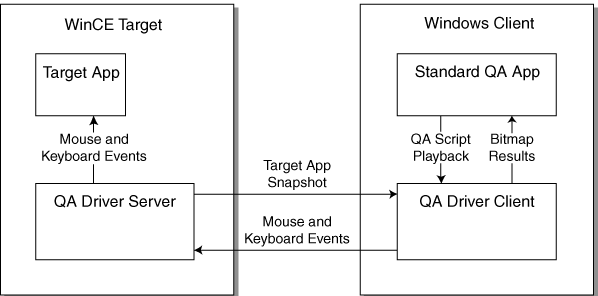 WinCE Target
Target App
Mouse and
Keyboard Events
QA Driver Server
Target App
Snapshot
Mouse and
Keyboard Events
Windows Client
Standard QA App
QA Script
Playback
Bitmap
Results
QA Driver Client